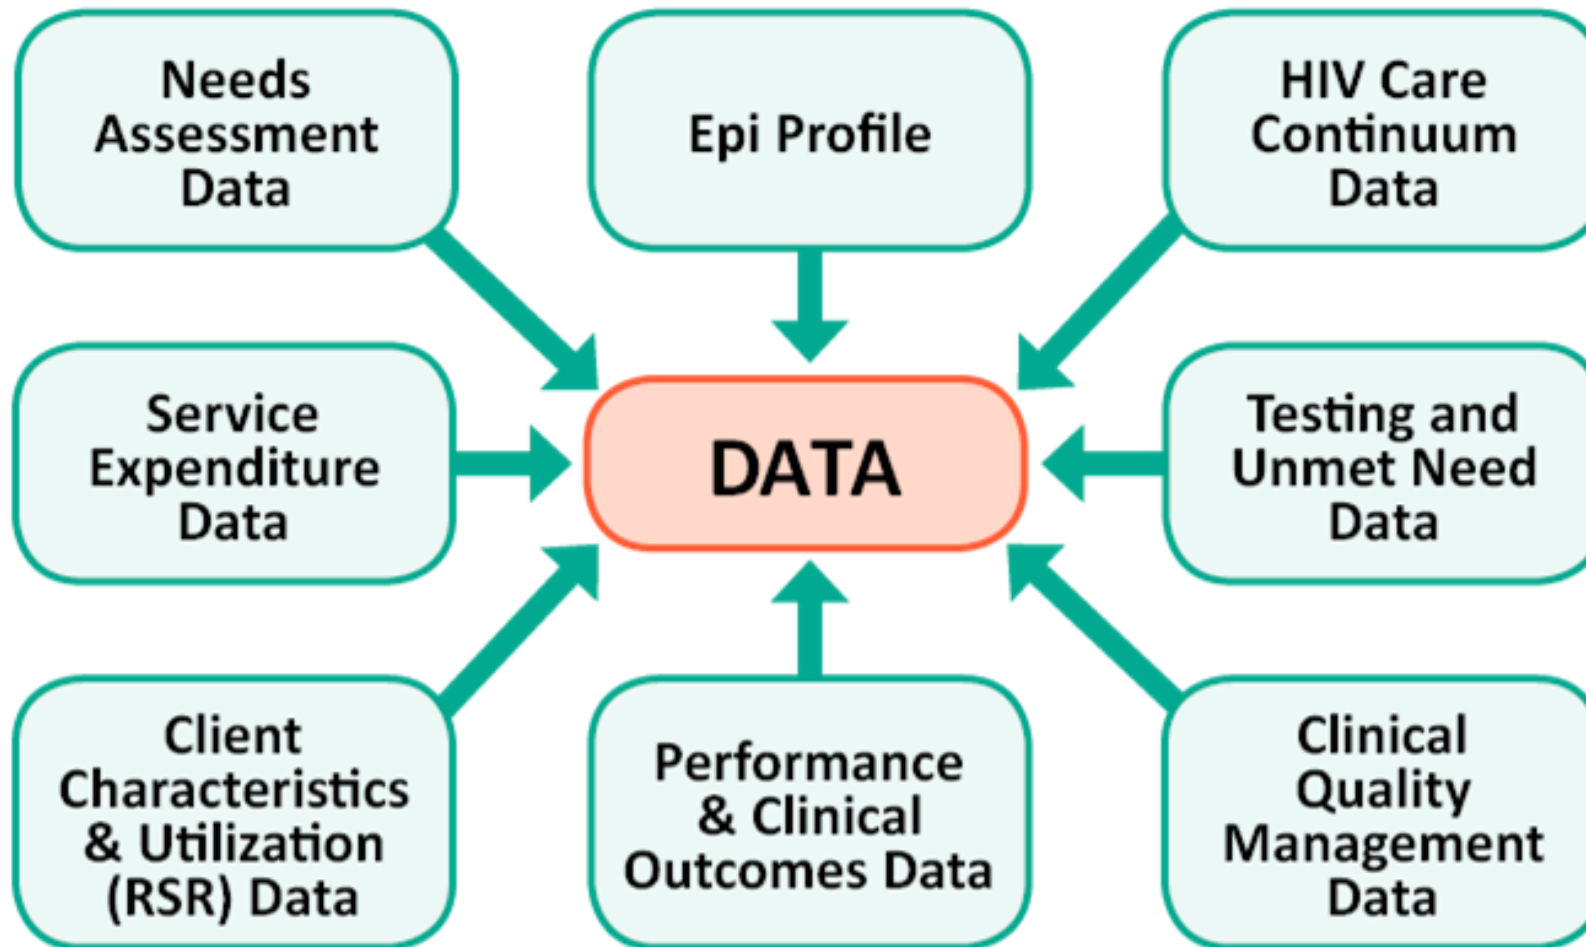 Needs
Assessment
Data
Epi Profile
HIV Care
Continuum
Data
Service
Expenditure
Data
DATA
Testing and
Unmet Need
Data
Client
Characteristics
& Utilization
(RSR) Data
Performance
& Clinical
Outcomes Data
Clinical
Quality
Management
Data